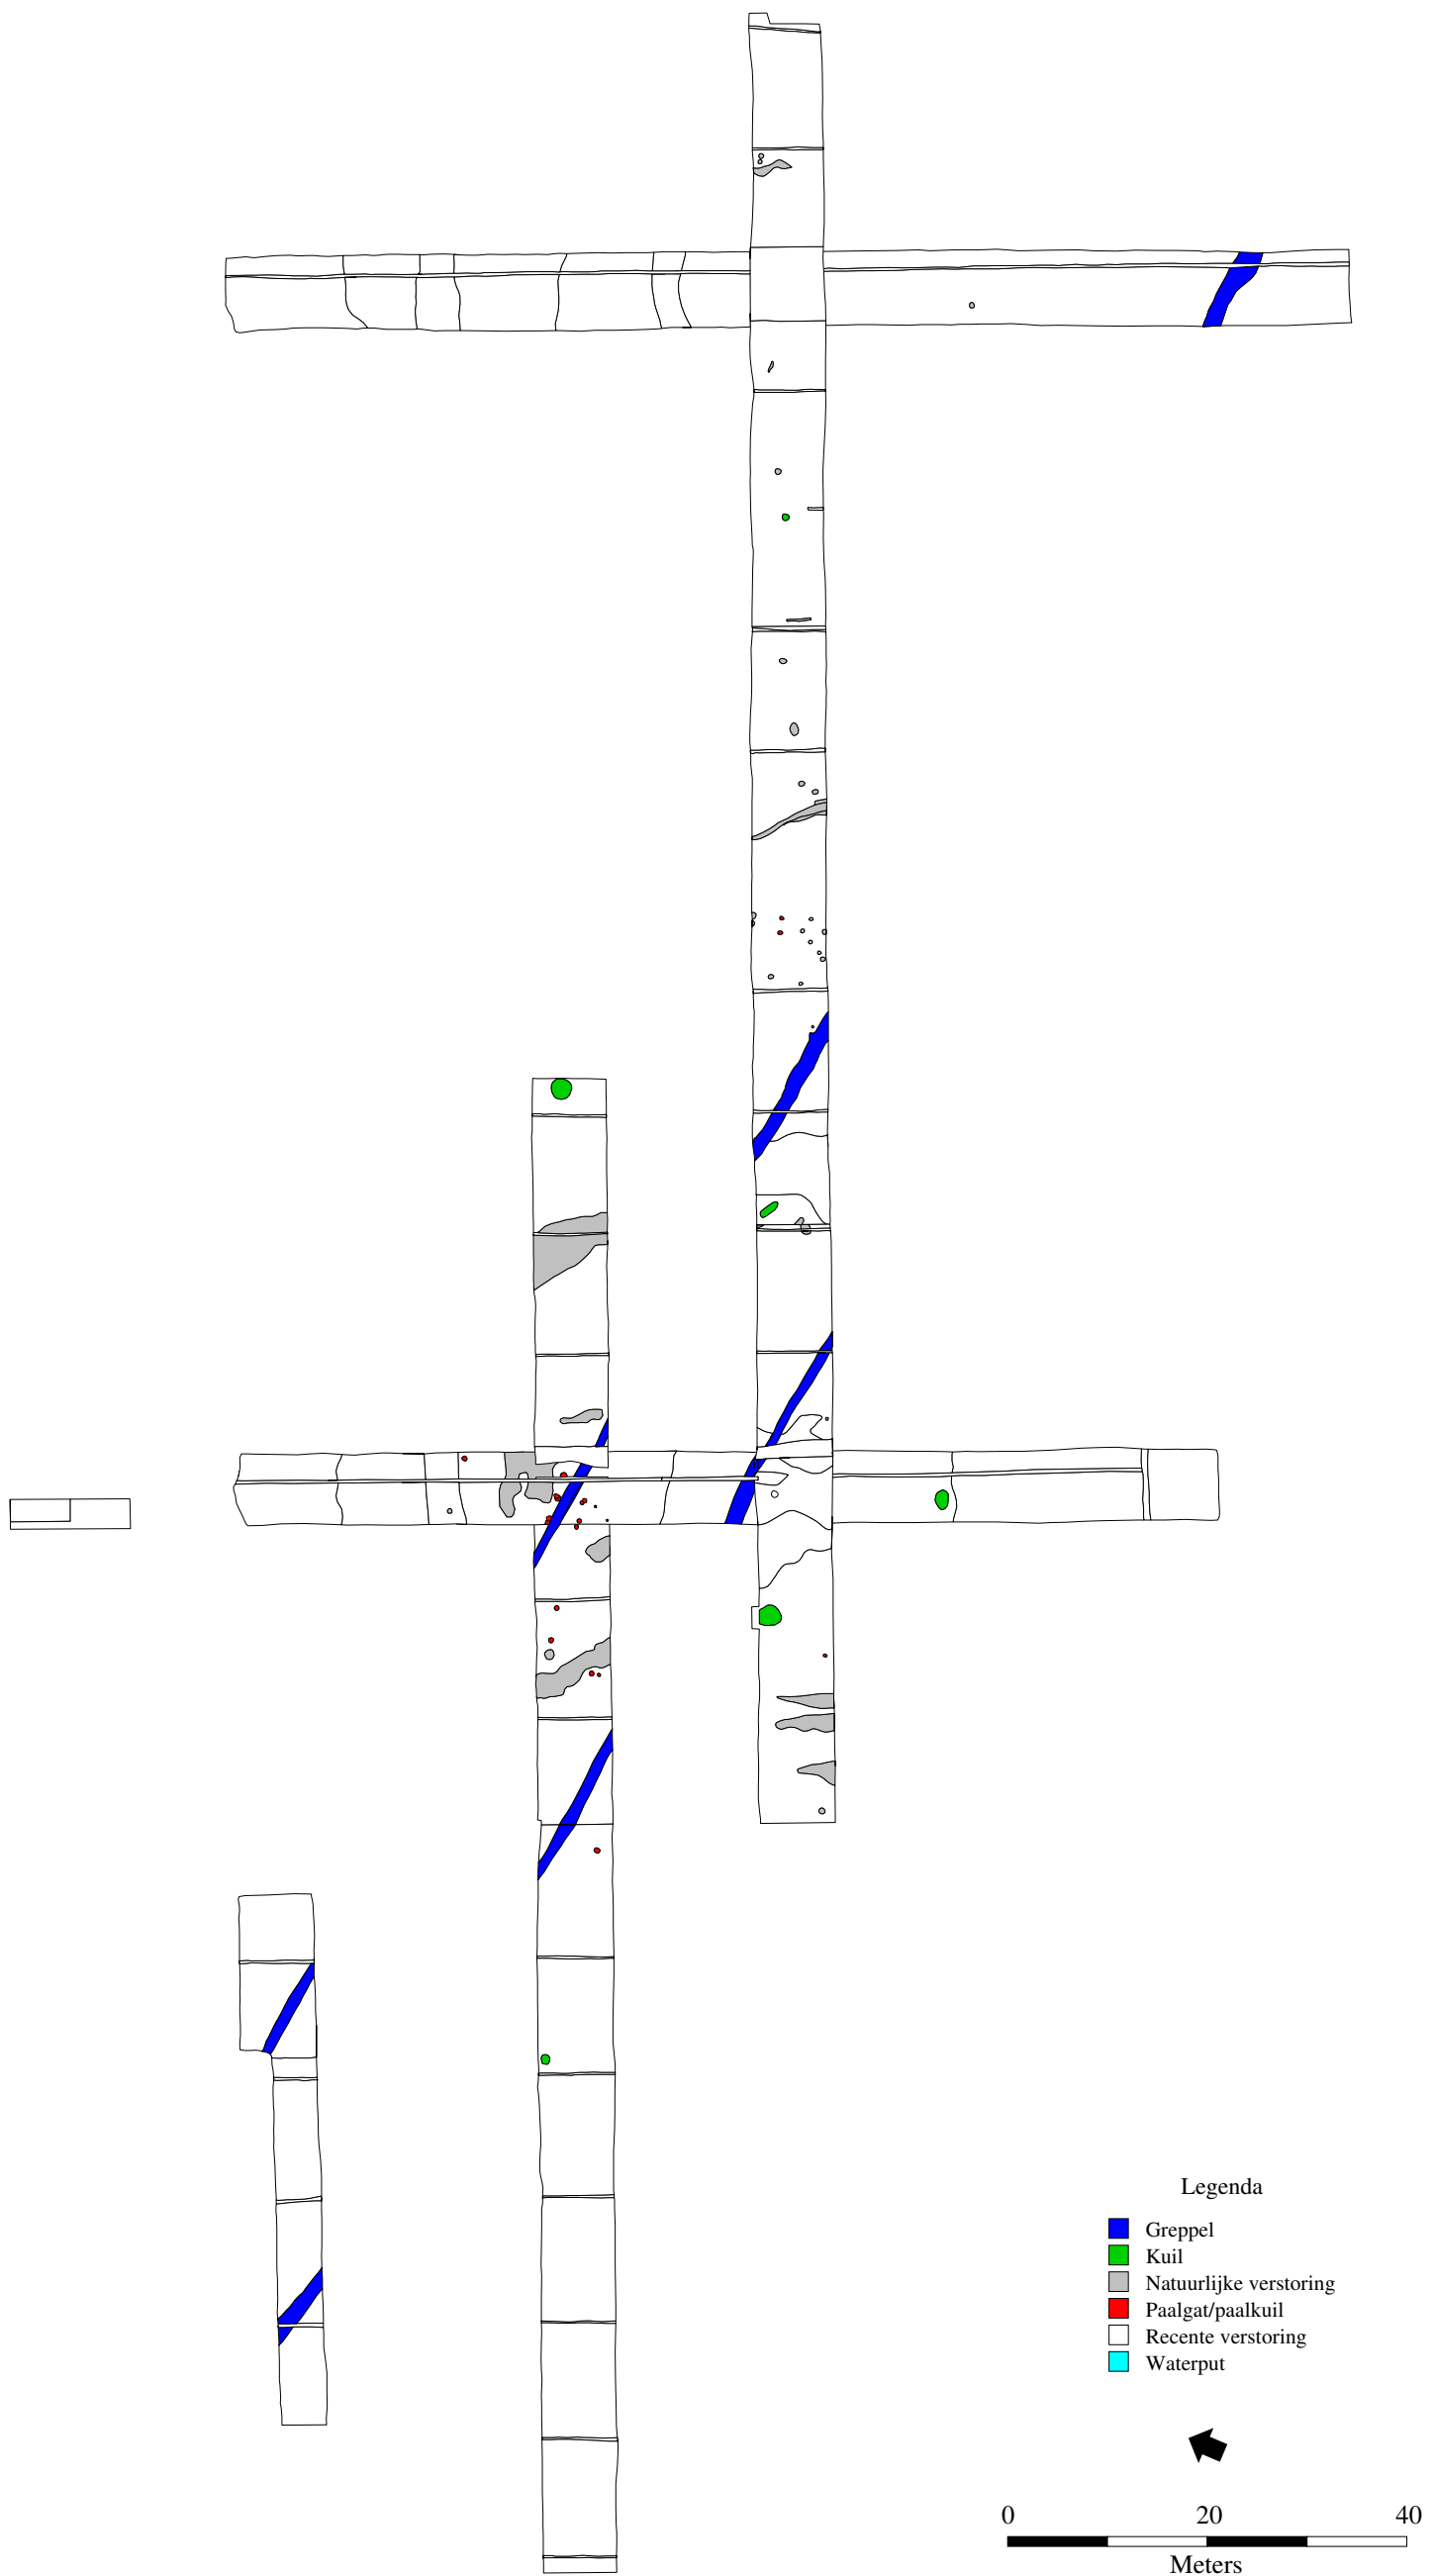 Legenda
Greppel
Kuil
Natuurlijke verstoring
Paalgat/paalkuil
Recente verstoring
Waterput
0 20 40
Meters